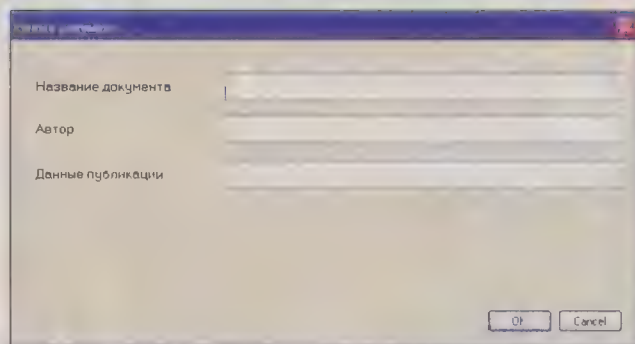 Название документа
Автор
Данные публикации
OK
Cancel